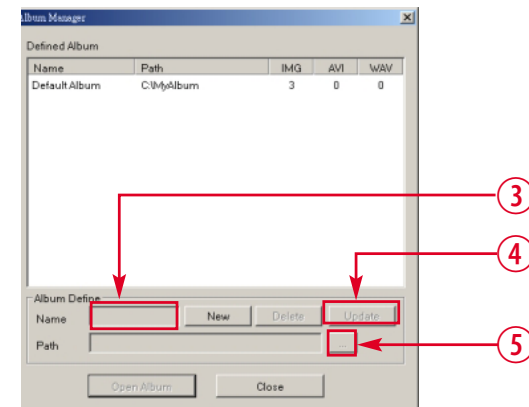 lbum Manager
Defined Album
Name Path IMG AVI WAV
Default Album C:\MyAlbum 3 0 0
③
④
Album Define
Name New Delete Update
Path ... ⑤
Open Album Close